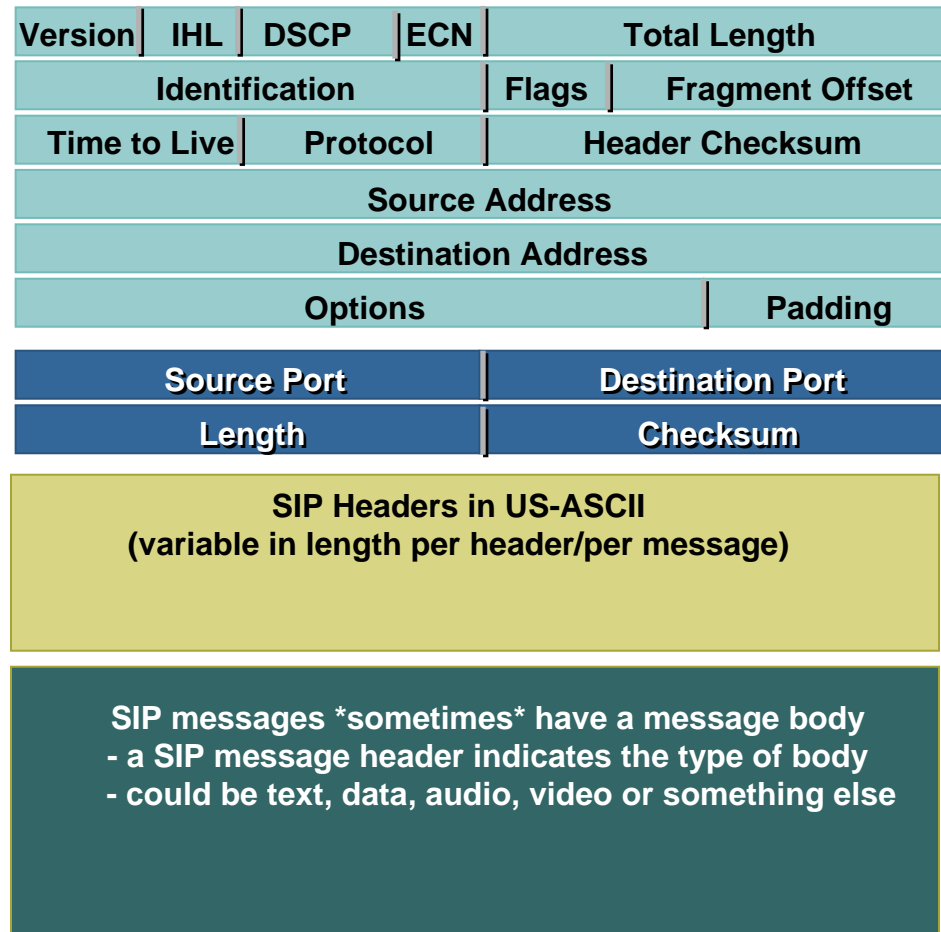 Version IHL DSCP ECN Total Length
Identification Flags Fragment Offset
Time to Live Protocol Header Checksum
Source Address
Destination Address
Options Padding
Source Port Destination Port
Length Checksum
SIP Headers in US-ASCII
(variable in length per header/per message)
SIP messages *sometimes* have a message body
- a SIP message header indicates the type of body
- could be text, data, audio, video or something else